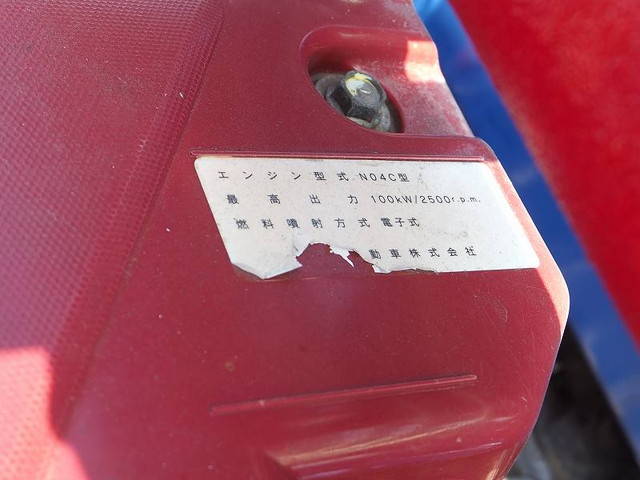 エンジン型式 N04C型
最高出力 100kW/2500r.p.m.
燃料噴射方式 電子式
動車株式会社